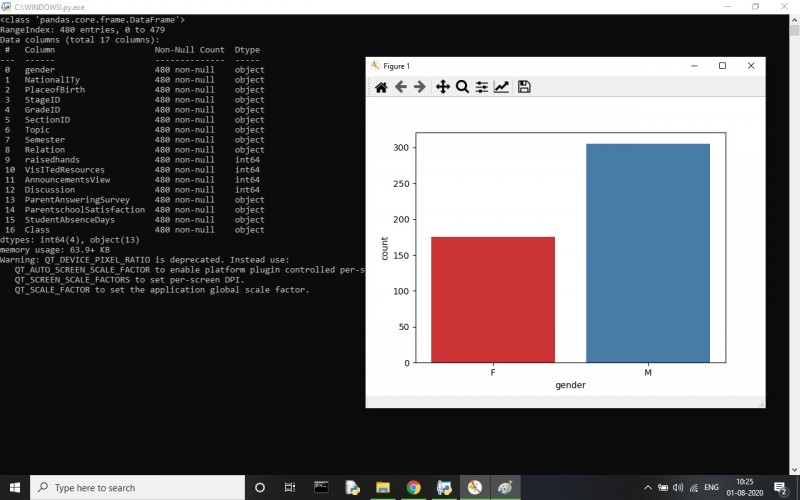 C:\WINDOWS\py.exe
<class 'pandas.core.frame.DataFrame'>
RangeIndex: 480 entries, 0 to 479
Data columns (total 17 columns):
 #   Column                    Non-Null Count  Dtype
---  ------                    --------------  -----
 0   gender                    480 non-null    object
 1   NationalITy               480 non-null    object
 2   PlaceofBirth              480 non-null    object
 3   StageID                   480 non-null    object
 4   GradeID                   480 non-null    object
 5   SectionID                 480 non-null    object
 6   Topic                     480 non-null    object
 7   Semester                  480 non-null    object
 8   Relation                  480 non-null    object
 9   raisedhands               480 non-null    int64
 10  VisITedResources          480 non-null    int64
 11  AnnouncementsView         480 non-null    int64
 12  Discussion                480 non-null    int64
 13  ParentAnsweringSurvey     480 non-null    object
 14  ParentschoolSatisfaction  480 non-null    object
 15  StudentAbsenceDays        480 non-null    object
 16  Class                     480 non-null    object
dtypes: int64(4), object(13)
memory usage: 63.9+ KB
Warning: QT_DEVICE_PIXEL_RATIO is deprecated. Instead use:
   QT_AUTO_SCREEN_SCALE_FACTOR to enable platform plugin controlled per-s
   QT_SCREEN_SCALE_FACTORS to set per-screen DPI.
   QT_SCALE_FACTOR to set the application global scale factor.
Figure 1
300
250
200
150
100
50
0
count
F M
gender
Type here to search
ENG
10:25
01-08-2020
2